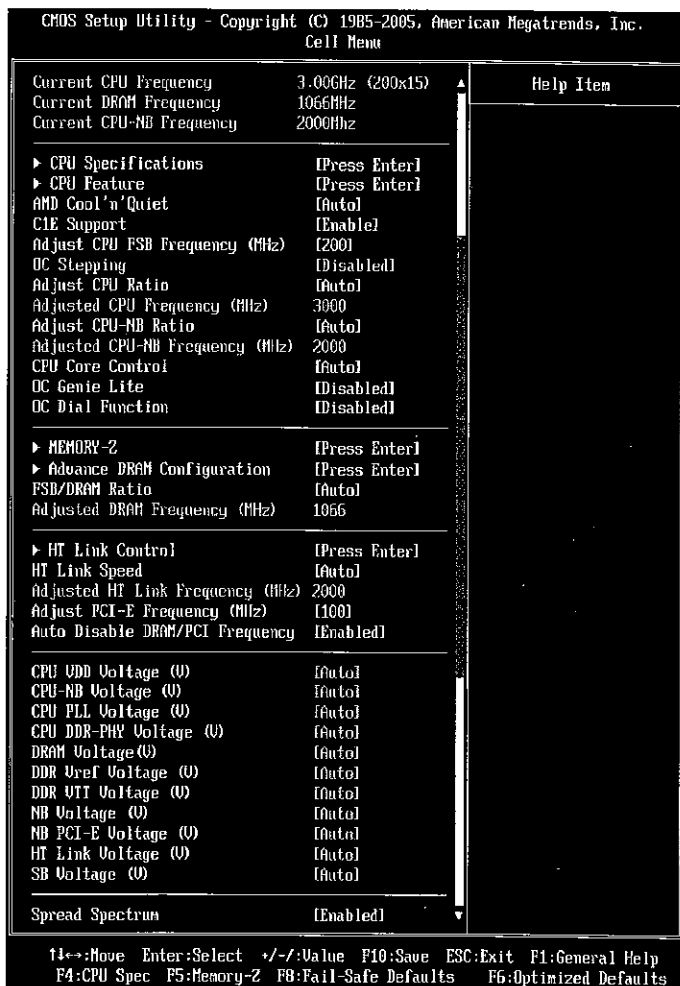 CMOS Setup Utility - Copyright (C) 1985-2005, American Megatrends, Inc.
Cell Menu
Current CPU Frequency 3.00GHz (200x15)
Current DRAM Frequency 1066MHz
Current CPU-NB Frequency 2000Mhz
Help Item
▶ CPU Specifications [Press Enter]
▶ CPU Feature [Press Enter]
AMD Cool'n'Quiet [Auto]
C1E Support [Enable]
Adjust CPU FSB Frequency (MHz) [200]
OC Stepping [Disabled]
Adjust CPU Ratio [Auto]
Adjusted CPU Frequency (MHz) 3000
Adjust CPU-NB Ratio [Auto]
Adjusted CPU-NB Frequency (MHz) 2000
CPU Core Control [Auto]
OC Genie Lite [Disabled]
OC Dial Function [Disabled]
▶ MEMORY-Z [Press Enter]
▶ Advance DRAM Configuration [Press Enter]
FSB/DRAM Ratio [Auto]
Adjusted DRAM Frequency (MHz) 1066
▶ HT Link Control [Press Enter]
HT Link Speed [Auto]
Adjusted HT Link Frequency (MHz) 2000
Adjust PCI-E Frequency (MHz) [100]
Auto Disable DRAM/PCI Frequency [Enabled]
CPU VDD Voltage (V) [Auto]
CPU-NB Voltage (V) [Auto]
CPU PLL Voltage (V) [Auto]
CPU DDR-PHY Voltage (V) [Auto]
DRAM Voltage(V) [Auto]
DDR Vref Voltage (V) [Auto]
DDR VTT Voltage (V) [Auto]
NB Voltage (V) [Auto]
NB PCI-E Voltage (V) [Auto]
HT Link Voltage (V) [Auto]
SB Voltage (V) [Auto]
Spread Spectrum [Enabled]
↑↓←→:Move Enter:Select +/-/:Value F10:Save ESC:Exit F1:General Help
F4:CPU Spec F5:Memory-Z F8:Fail-Safe Defaults F6:Optimized Defaults